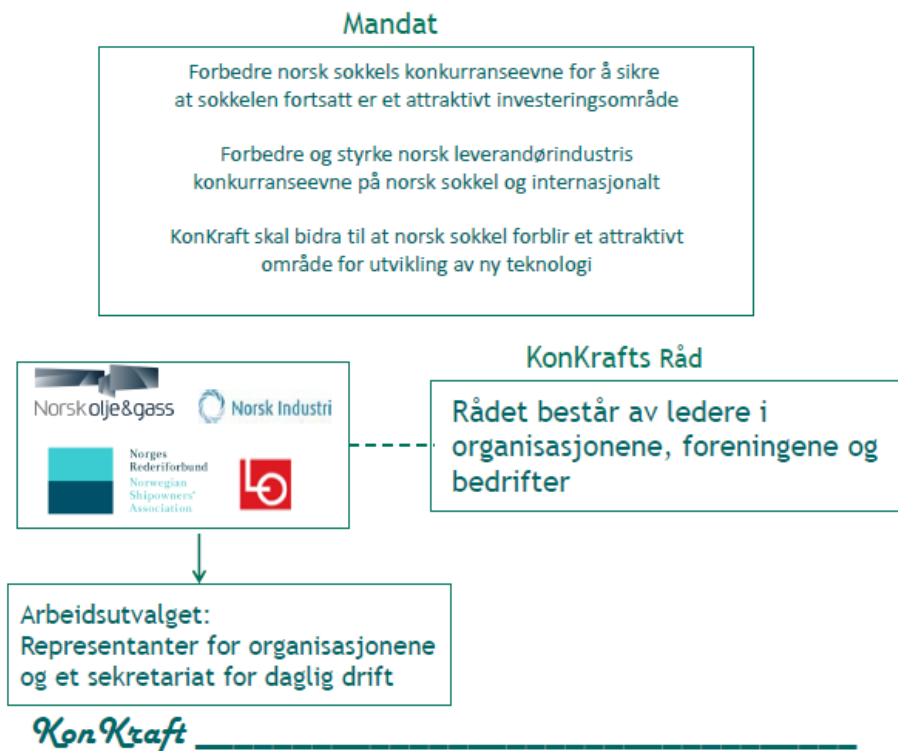 Mandat
Forbedre norsk sokkels konkurranseevne for å sikre
at sokkelen fortsatt er et attraktivt investeringsområde
Forbedre og styrke norsk leverandørindustris
konkurranseevne på norsk sokkel og internasjonalt
KonKraft skal bidra til at norsk sokkel forblir et attraktivt
område for utvikling av ny teknologi
Norskolje&gass
Norsk Industri
Norges
Rederiforbund
Norwegian
Shipowners'
Association
LO
KonKrafts Råd
Rådet består av ledere i
organisasjonene, foreningene og
bedrifter
Arbeidsutvalget:
Representanter for organisasjonene
og et sekretariat for daglig drift
KonKraft